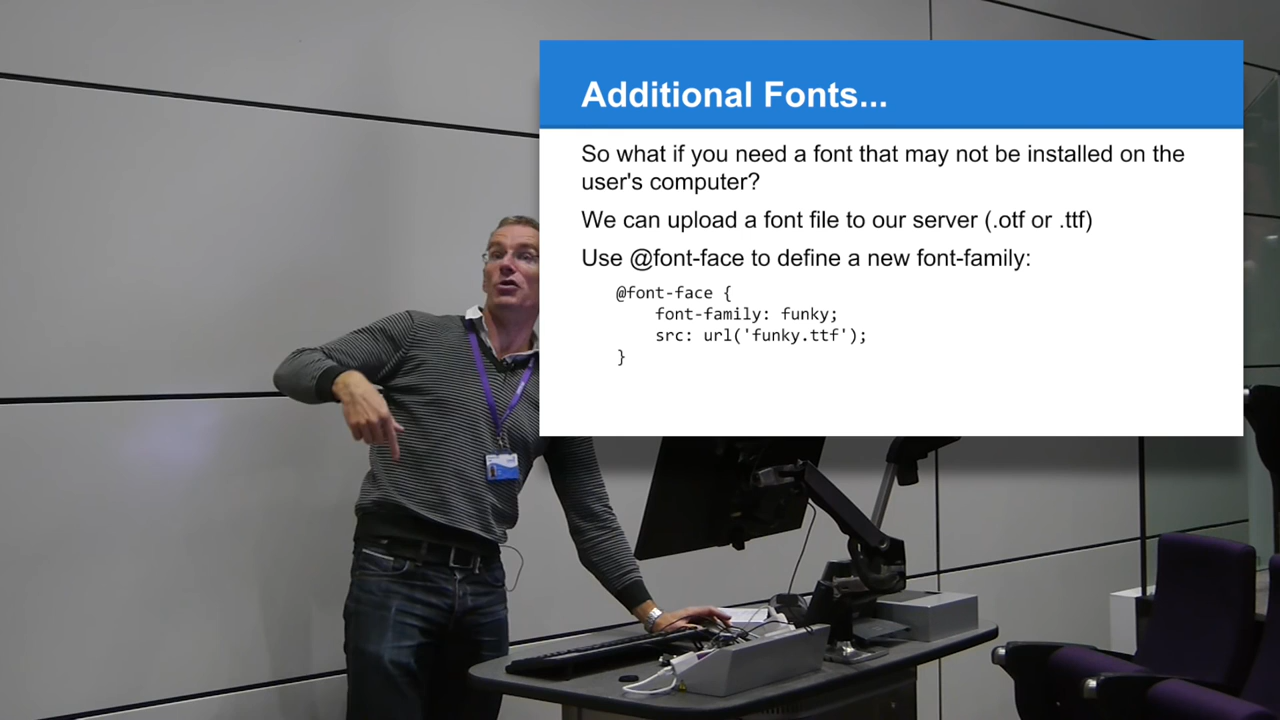 Additional Fonts...
So what if you need a font that may not be installed on the
user's computer?
We can upload a font file to our server (.otf or .ttf)
Use @font-face to define a new font-family:
@font-face {
font-family: funky;
src: url('funky.ttf');
}